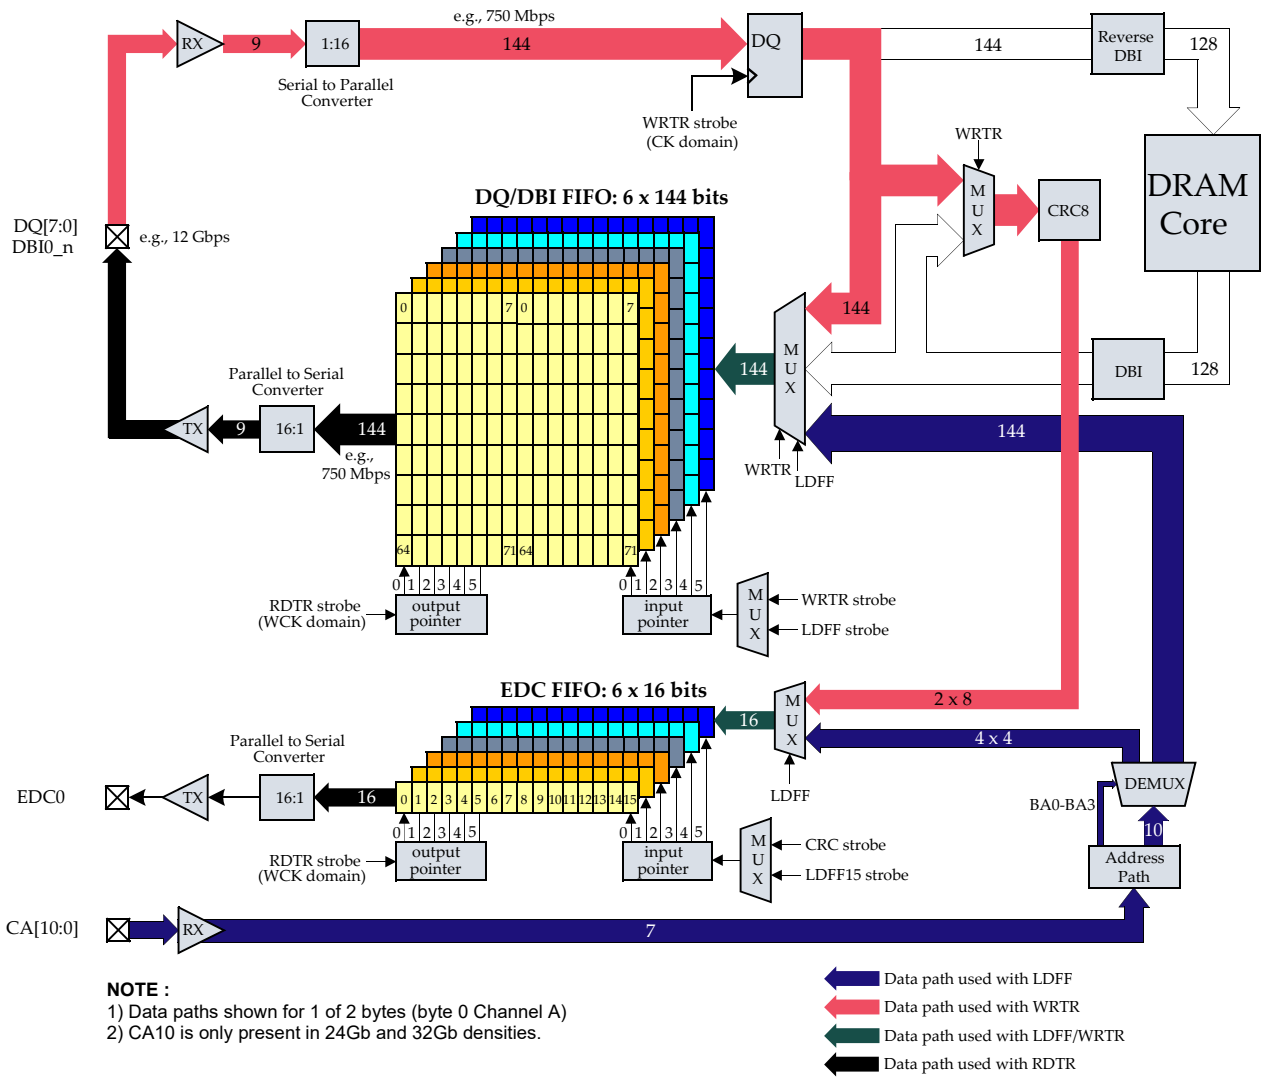 e.g., 750 Mbps
RX
9
1:16
144
DQ
144
Reverse
DBI
128
Serial to Parallel
Converter
WRTR strobe
(CK domain)
WRTR
DRAM
Core
DQ/DBI FIFO: 6 x 144 bits
M
U
X
CRC8
DQ[7:0]
DBI0_n
e.g., 12 Gbps
0
7
0
7
144
M
U
X
144
DBI
128
Parallel to Serial
Converter
TX
9
16:1
144
e.g.,
750 Mbps
144
WRTR
LDFF
64
71
64
71
0
1
2
3
4
5
0
1
2
3
4
5
RDTR strobe
(WCK domain)
output
pointer
input
pointer
M
U
X
WRTR strobe
LDFF strobe
EDC FIFO: 6 x 16 bits
16
M
U
X
2 x 8
4 x 4
LDFF
Parallel to Serial
Converter
EDC0
TX
16:1
16
0
1
2
3
4
5
6
7
8
9
10
11
12
13
14
15
DEMUX
BA0-BA3
10
0
1
2
3
4
5
0
1
2
3
4
5
RDTR strobe
(WCK domain)
output
pointer
input
pointer
M
U
X
CRC strobe
LDFF15 strobe
Address
Path
CA[10:0]
RX
7
NOTE :
1) Data paths shown for 1 of 2 bytes (byte 0 Channel A)
2) CA10 is only present in 24Gb and 32Gb densities.
Data path used with LDFF
Data path used with WRTR
Data path used with LDFF/WRTR
Data path used with RDTR